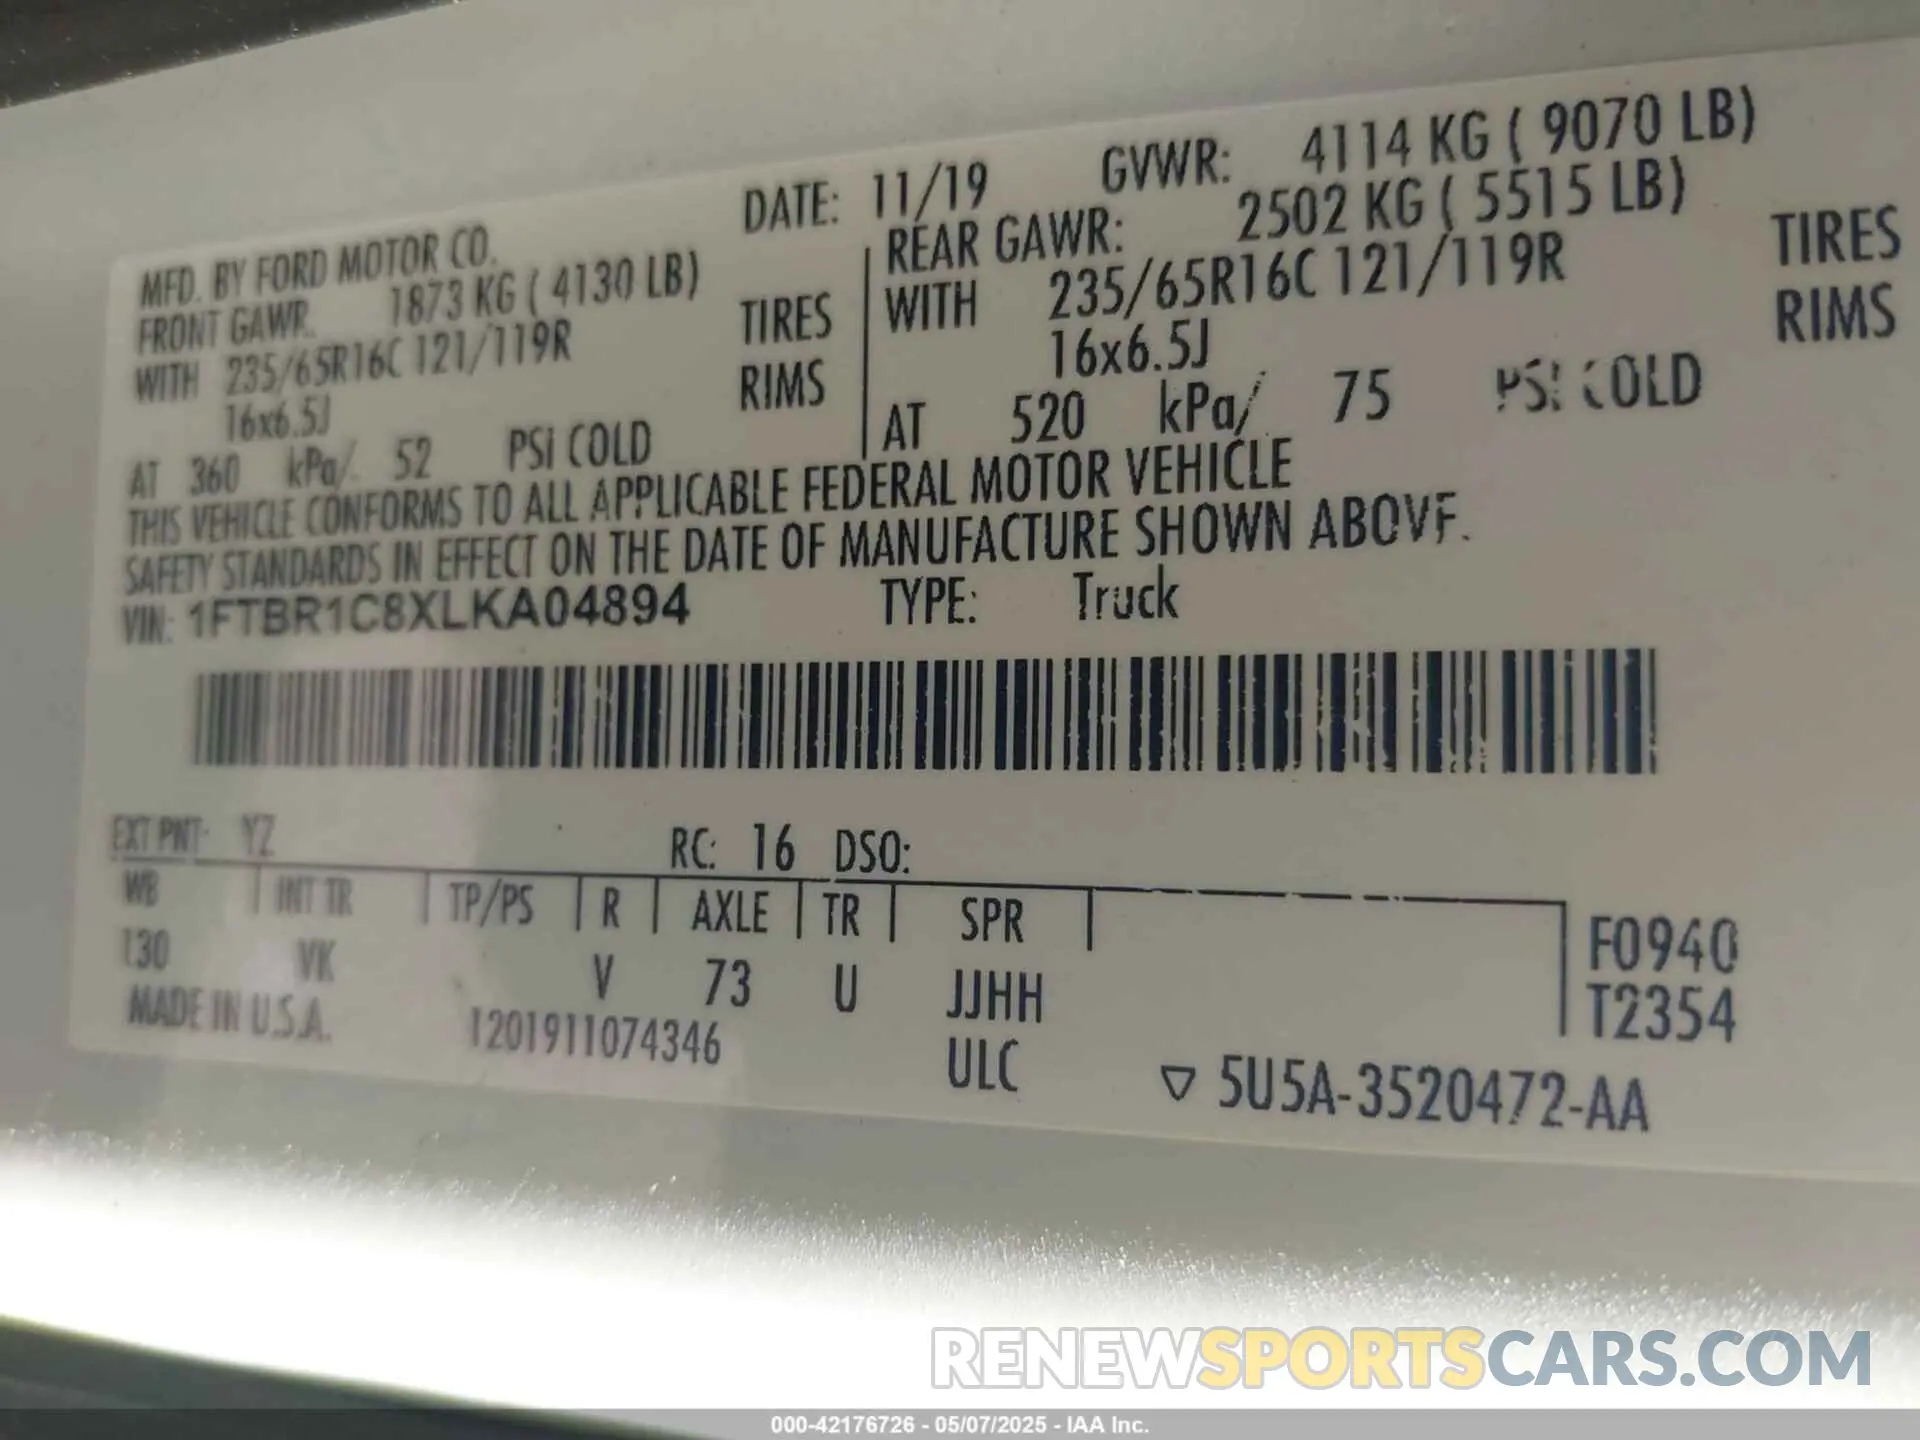 MFD. BY FORD MOTOR CO. DATE: 11/19 GVWR: 4114 KG ( 9070 LB)
FRONT GAWR. 1873 KG ( 4130 LB)
WITH 235/65R16C 121/119R TIRES
16x6.5J RIMS
AT 360 kPa/ 52 PSI COLD
REAR GAWR: 2502 KG ( 5515 LB)
WITH 235/65R16C 121/119R TIRES
16x6.5J RIMS
AT 520 kPa/ 75 PSI COLD
THIS VEHICLE CONFORMS TO ALL APPLICABLE FEDERAL MOTOR VEHICLE
SAFETY STANDARDS IN EFFECT ON THE DATE OF MANUFACTURE SHOWN ABOVE.
VIN: 1FTBR1C8XLKA04894 TYPE: Truck
EXT PNT: YZ RC: 16 DSO:
WB INT TR TP/PS R AXLE TR SPR
130 VK V 73 U JJHH
F0940
T2354
MADE IN U.S.A. 1201911074346 ULC
▽ 5U5A-3520472-AA
RENEWSPORTSCARS.COM
000-42176726 - 05/07/2025 - IAA Inc.